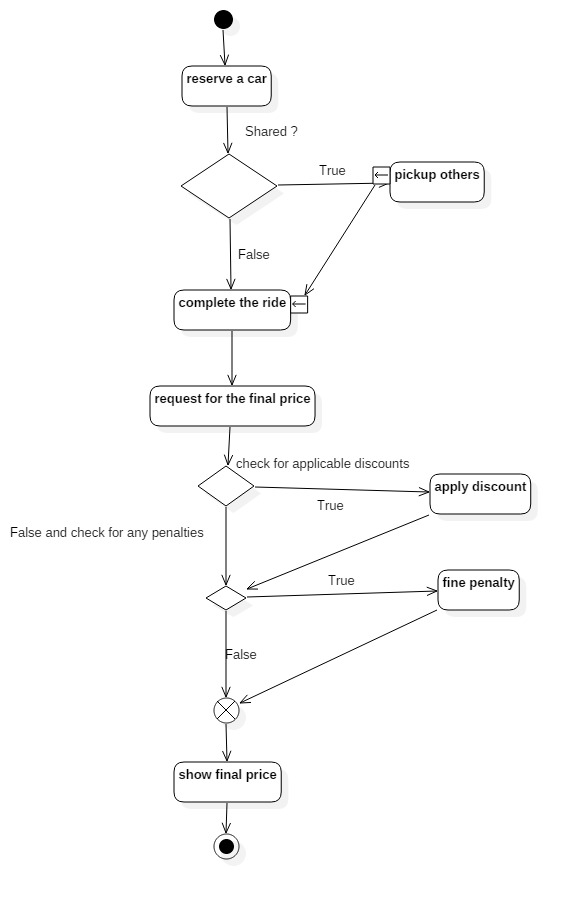 reserve a car
Shared ?
True
pickup others
False
complete the ride
request for the final price
check for applicable discounts
apply discount
True
False and check for any penalties
True
fine penalty
False
show final price